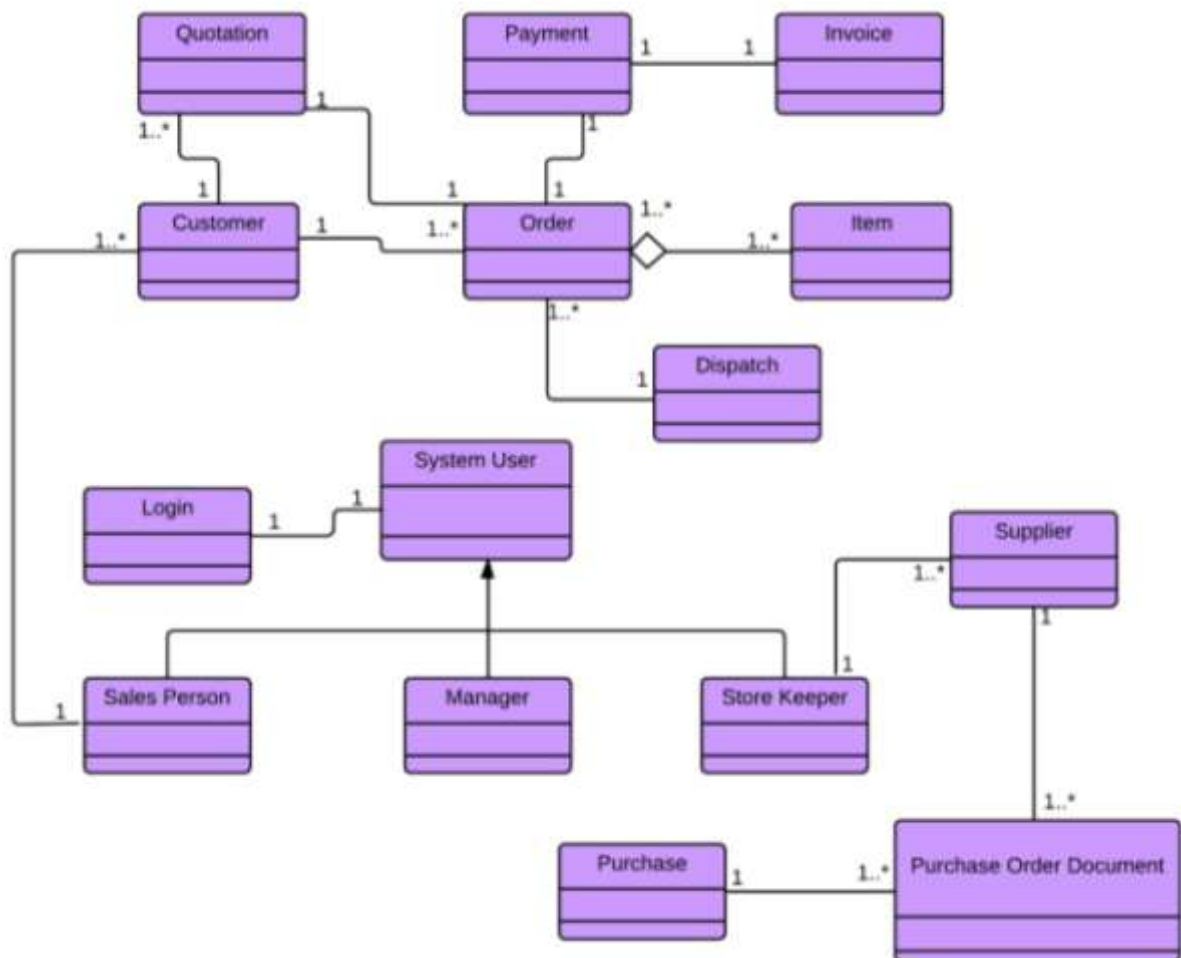 Quotation
Payment
Invoice
1
1
1
1..*
1
1
1
1
Customer
Order
Item
1..*
1
1..*
1..*
1..*
1..*
Dispatch
1
System User
Login
1
1
Supplier
1..*
1
1
Sales Person
Manager
Store Keeper
1
1..*
Purchase Order Document
Purchase
1
1..*